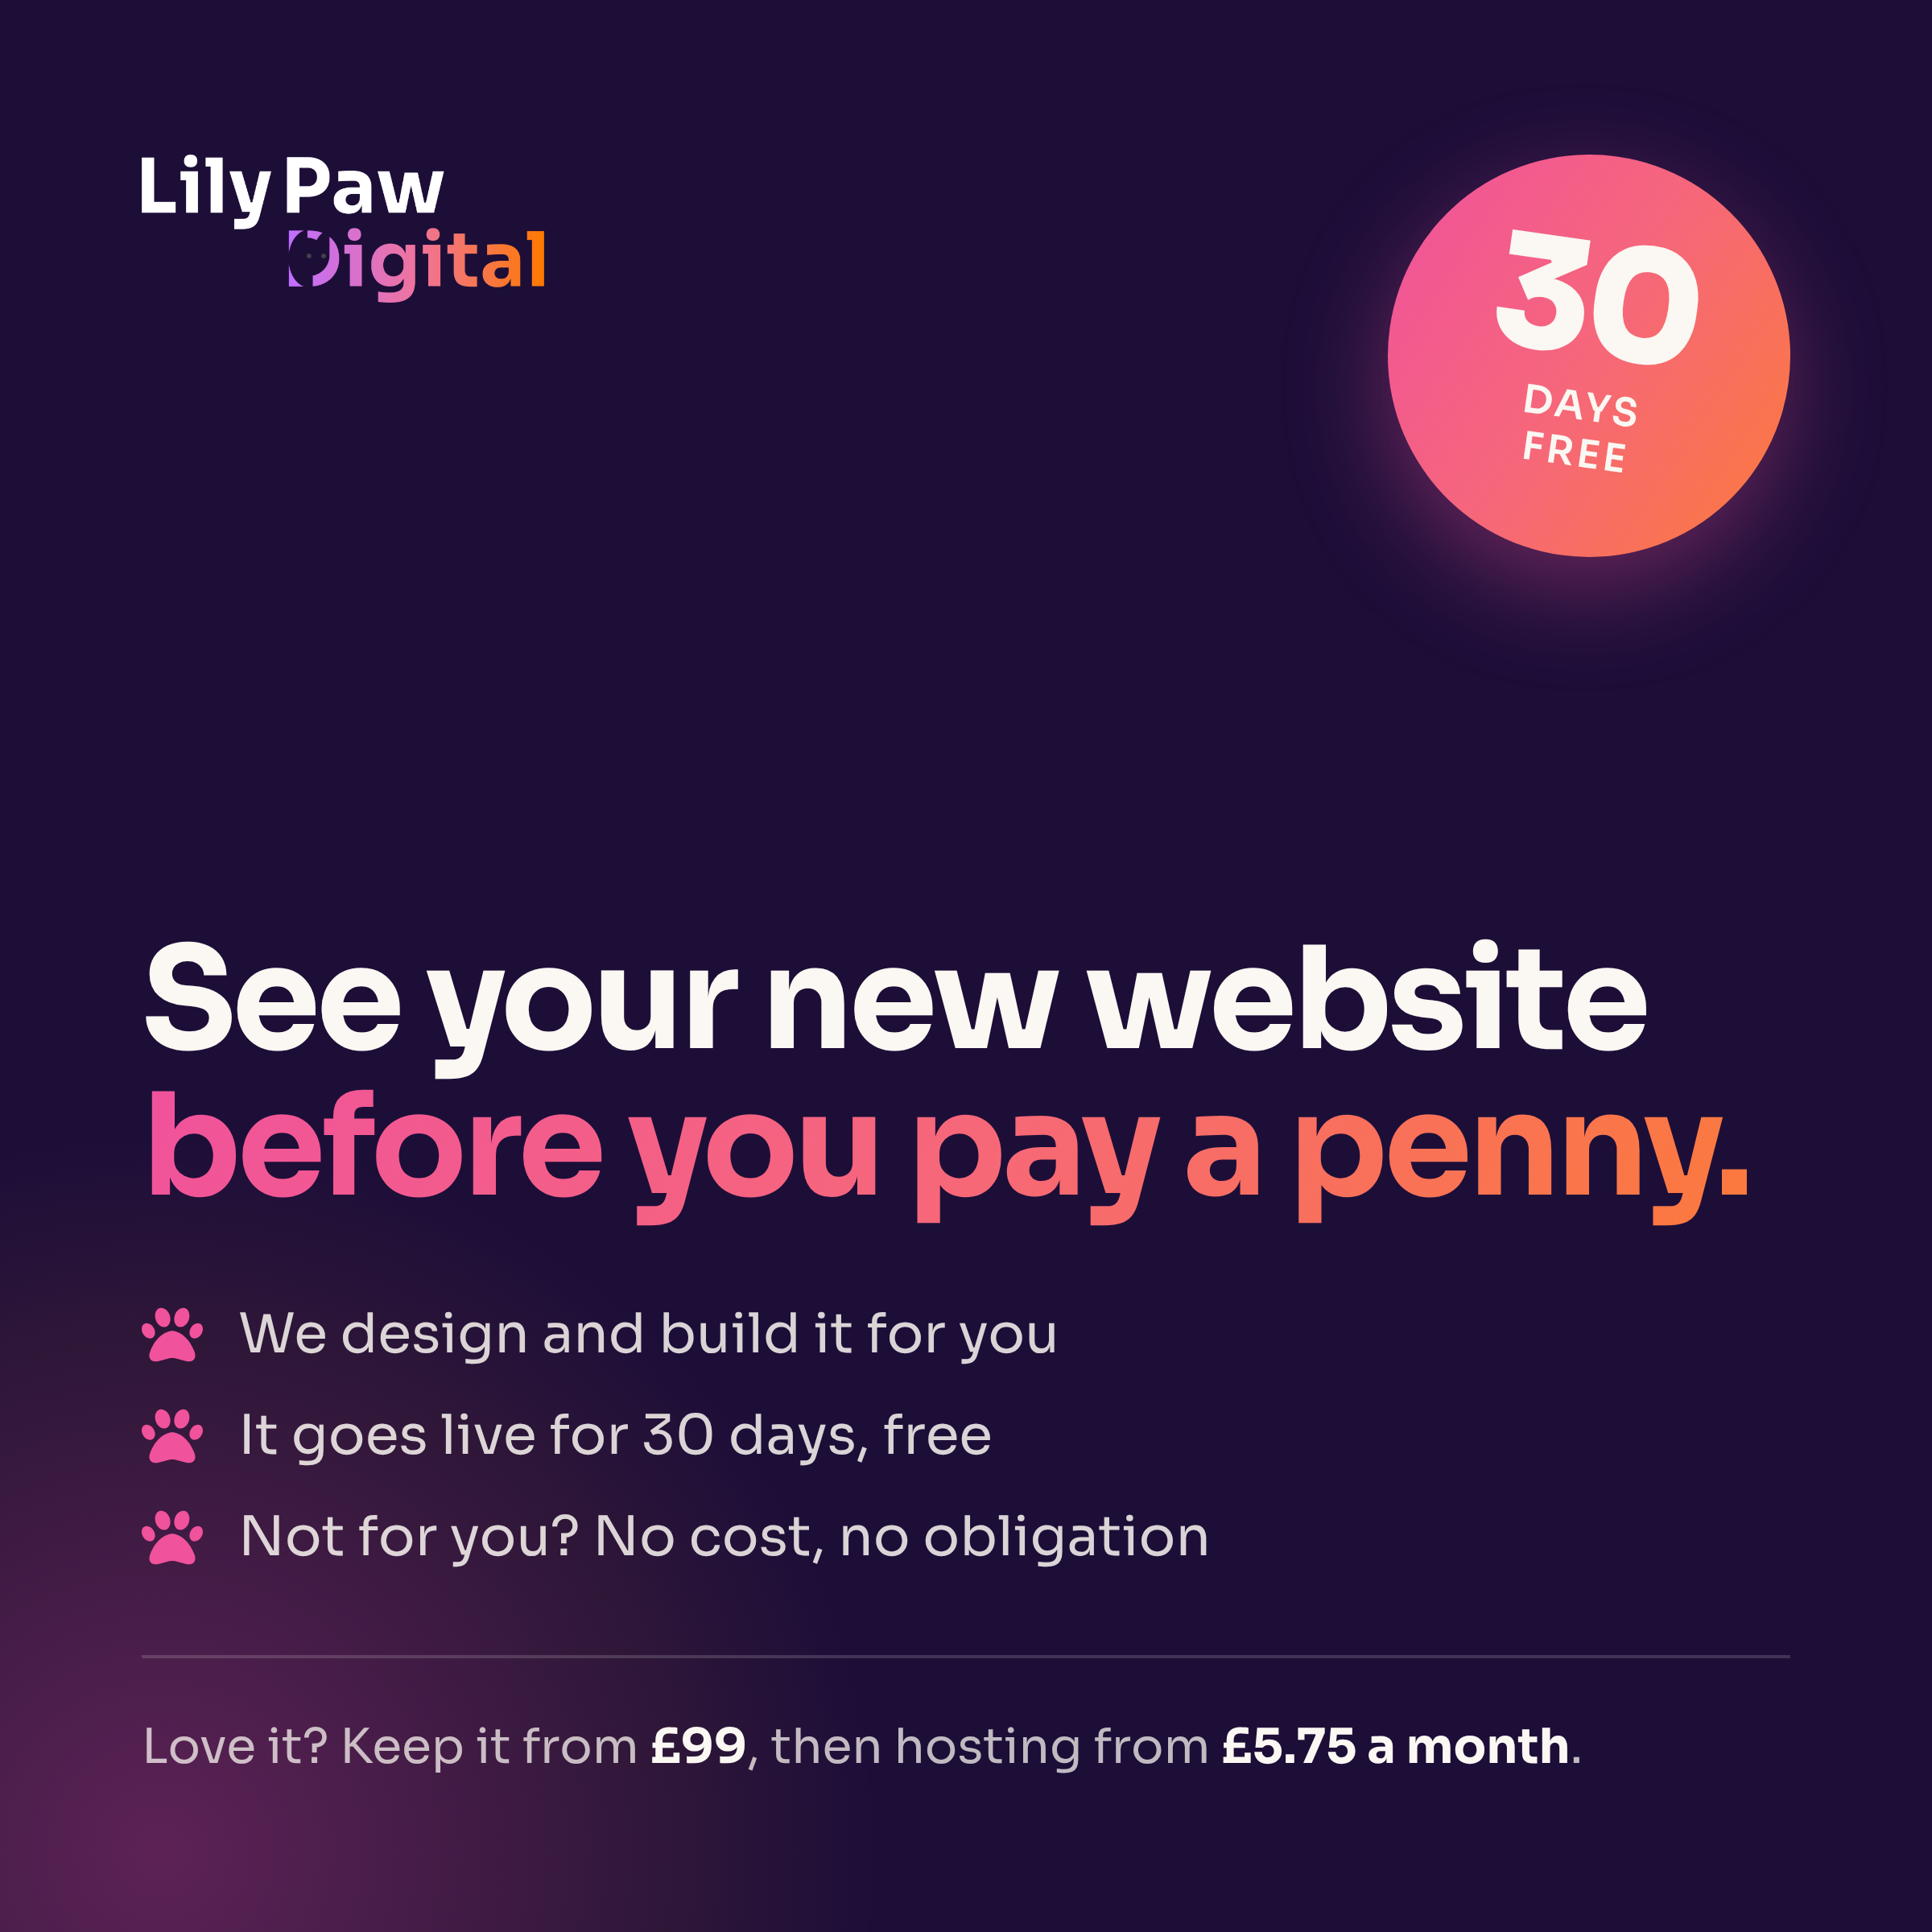 Lily Paw
Digital
30
DAYS
FREE
See your new website
before you pay a penny.
We design and build it for you
It goes live for 30 days, free
Not for you? No cost, no obligation
Love it? Keep it from £99, then hosting from £5.75 a month.